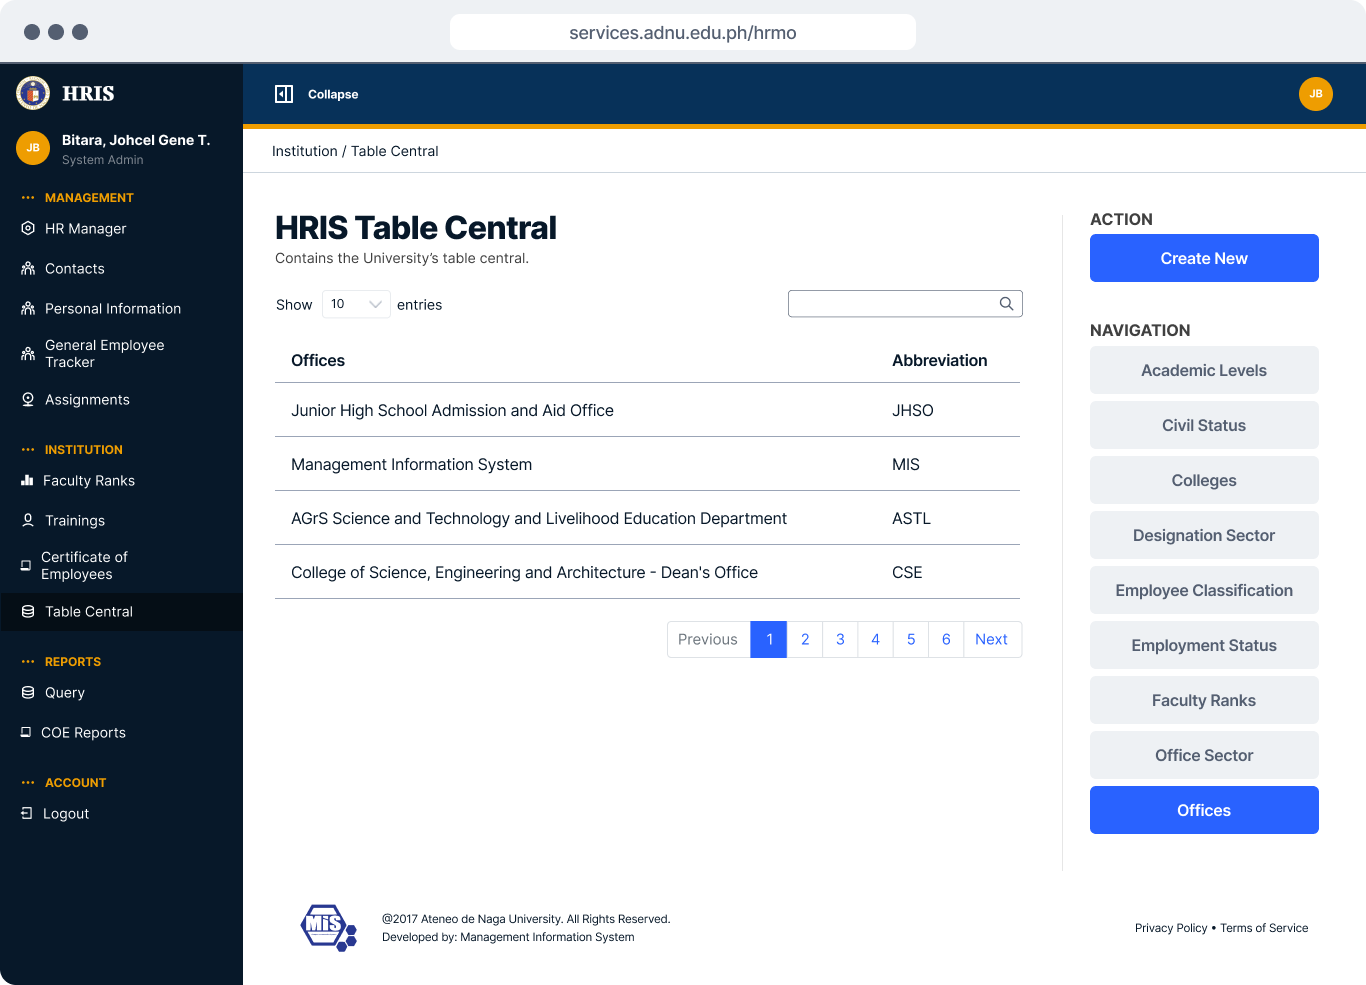 services.adnu.edu.ph/hrmo
HRIS
Collapse
JB
JB
Bitara, Johcel Gene T.
System Admin
Institution / Table Central
MANAGEMENT
HR Manager
Contacts
Personal Information
General Employee
Tracker
Assignments
INSTITUTION
Faculty Ranks
Trainings
Certificate of
Employees
Table Central
REPORTS
Query
COE Reports
ACCOUNT
Logout
HRIS Table Central
Contains the University’s table central.
Show 10 entries
Offices Abbreviation
Junior High School Admission and Aid Office JHSO
Management Information System MIS
AGrS Science and Technology and Livelihood Education Department ASTL
College of Science, Engineering and Architecture - Dean's Office CSE
Previous 1 2 3 4 5 6 Next
ACTION
Create New
NAVIGATION
Academic Levels
Civil Status
Colleges
Designation Sector
Employee Classification
Employment Status
Faculty Ranks
Office Sector
Offices
MiS
@2017 Ateneo de Naga University. All Rights Reserved.
Developed by: Management Information System
Privacy Policy • Terms of Service